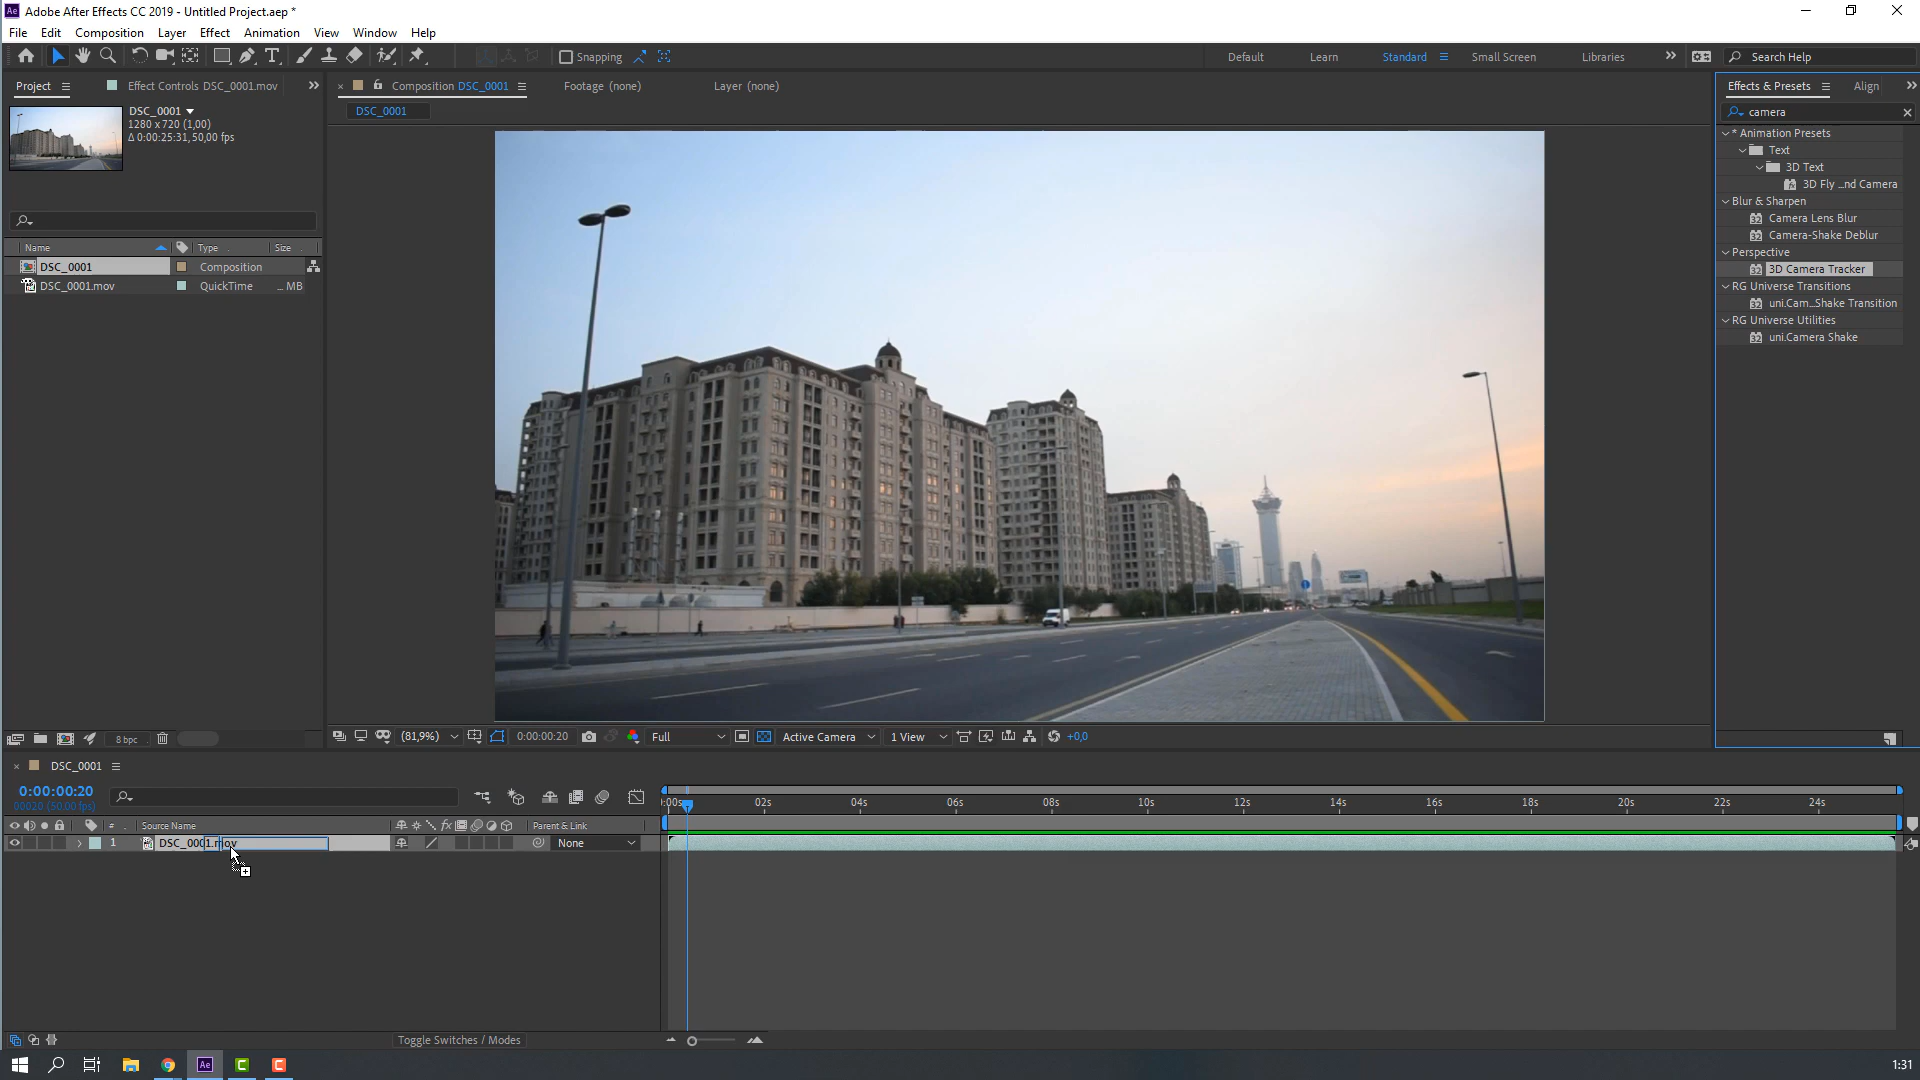 Adobe After Effects CC 2019 - Untitled Project.aep *
File Edit Composition Layer Effect Animation View Window Help
Snapping
Default Learn Standard Small Screen Libraries Search Help
Project Effect Controls DSC_0001.mov
Composition DSC_0001 Footage (none) Layer (none)
Effects & Presets Align
DSC_0001
1280 x 720 (1,00)
Δ 0:00:25:31, 50,00 fps
DSC_0001
camera
* Animation Presets
Text
3D Text
3D Fly ...nd Camera
Blur & Sharpen
Camera Lens Blur
Camera-Shake Deblur
Perspective
3D Camera Tracker
RG Universe Transitions
uni.Cam...Shake Transition
RG Universe Utilities
uni.Camera Shake
Name Type Size
DSC_0001 Composition
DSC_0001.mov QuickTime ... MB
8 bpc
(81,9%) 0:00:00:20 Full Active Camera 1 View +0,0
DSC_0001
0:00:00:20
00020 (50.00 fps)
:00s 02s 04s 06s 08s 10s 12s 14s 16s 18s 20s 22s 24s
# Source Name Parent & Link
1 DSC_0001.mov None
Toggle Switches / Modes
1:31